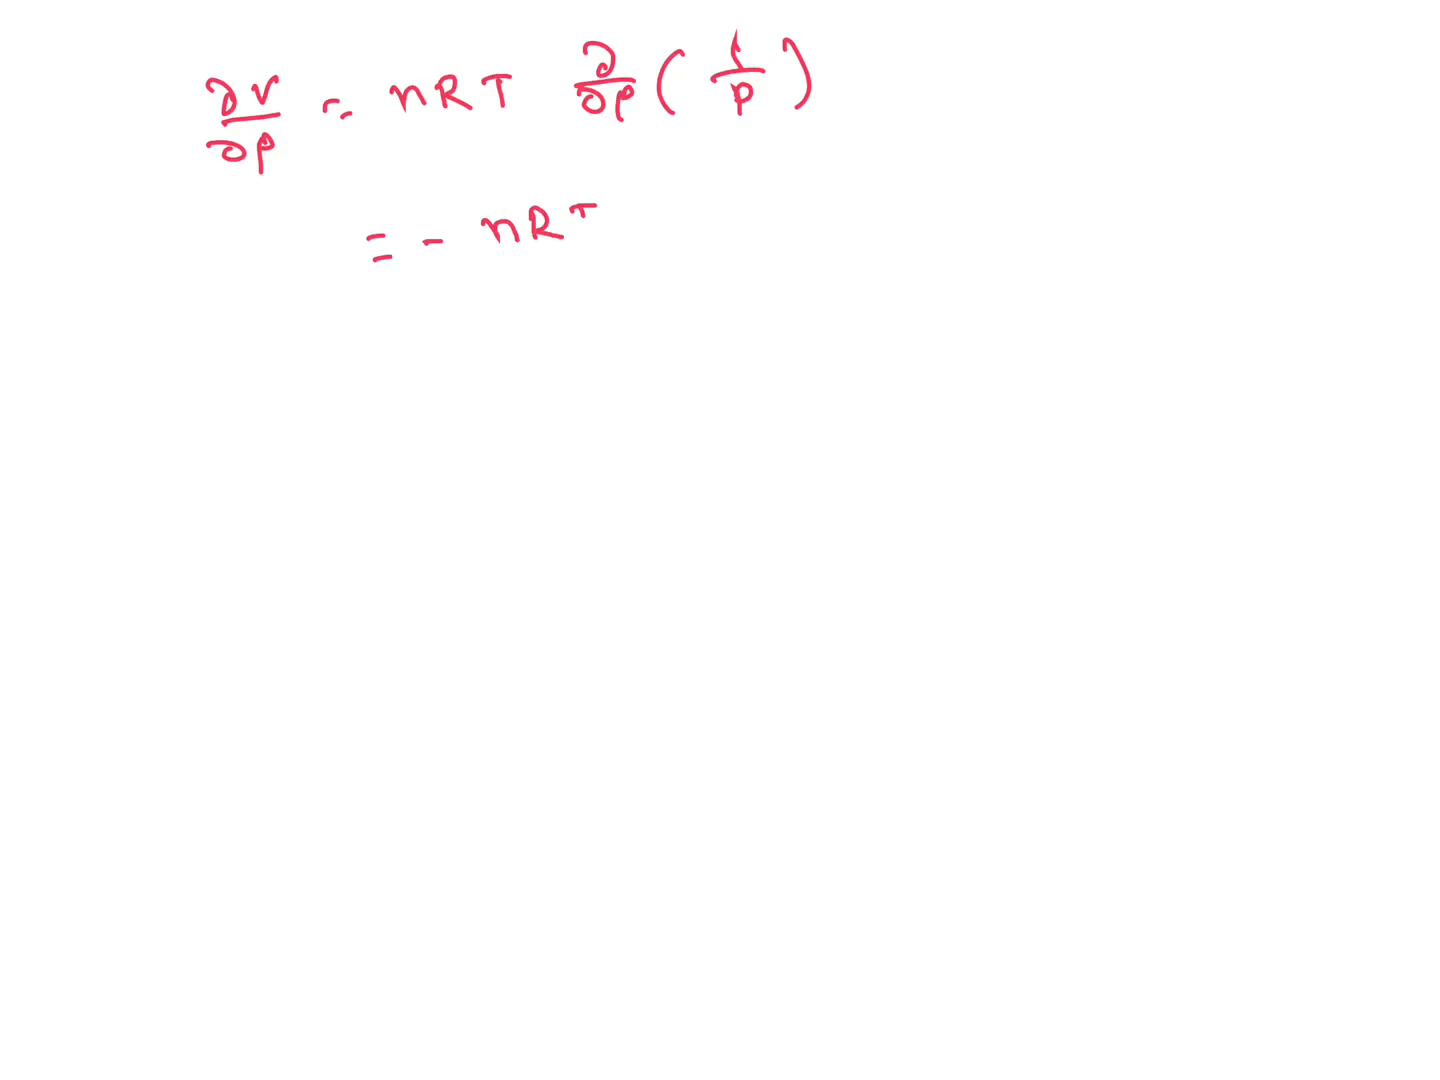 ∂V/∂p = nRT ∂/∂p (1/p)
= - nRT